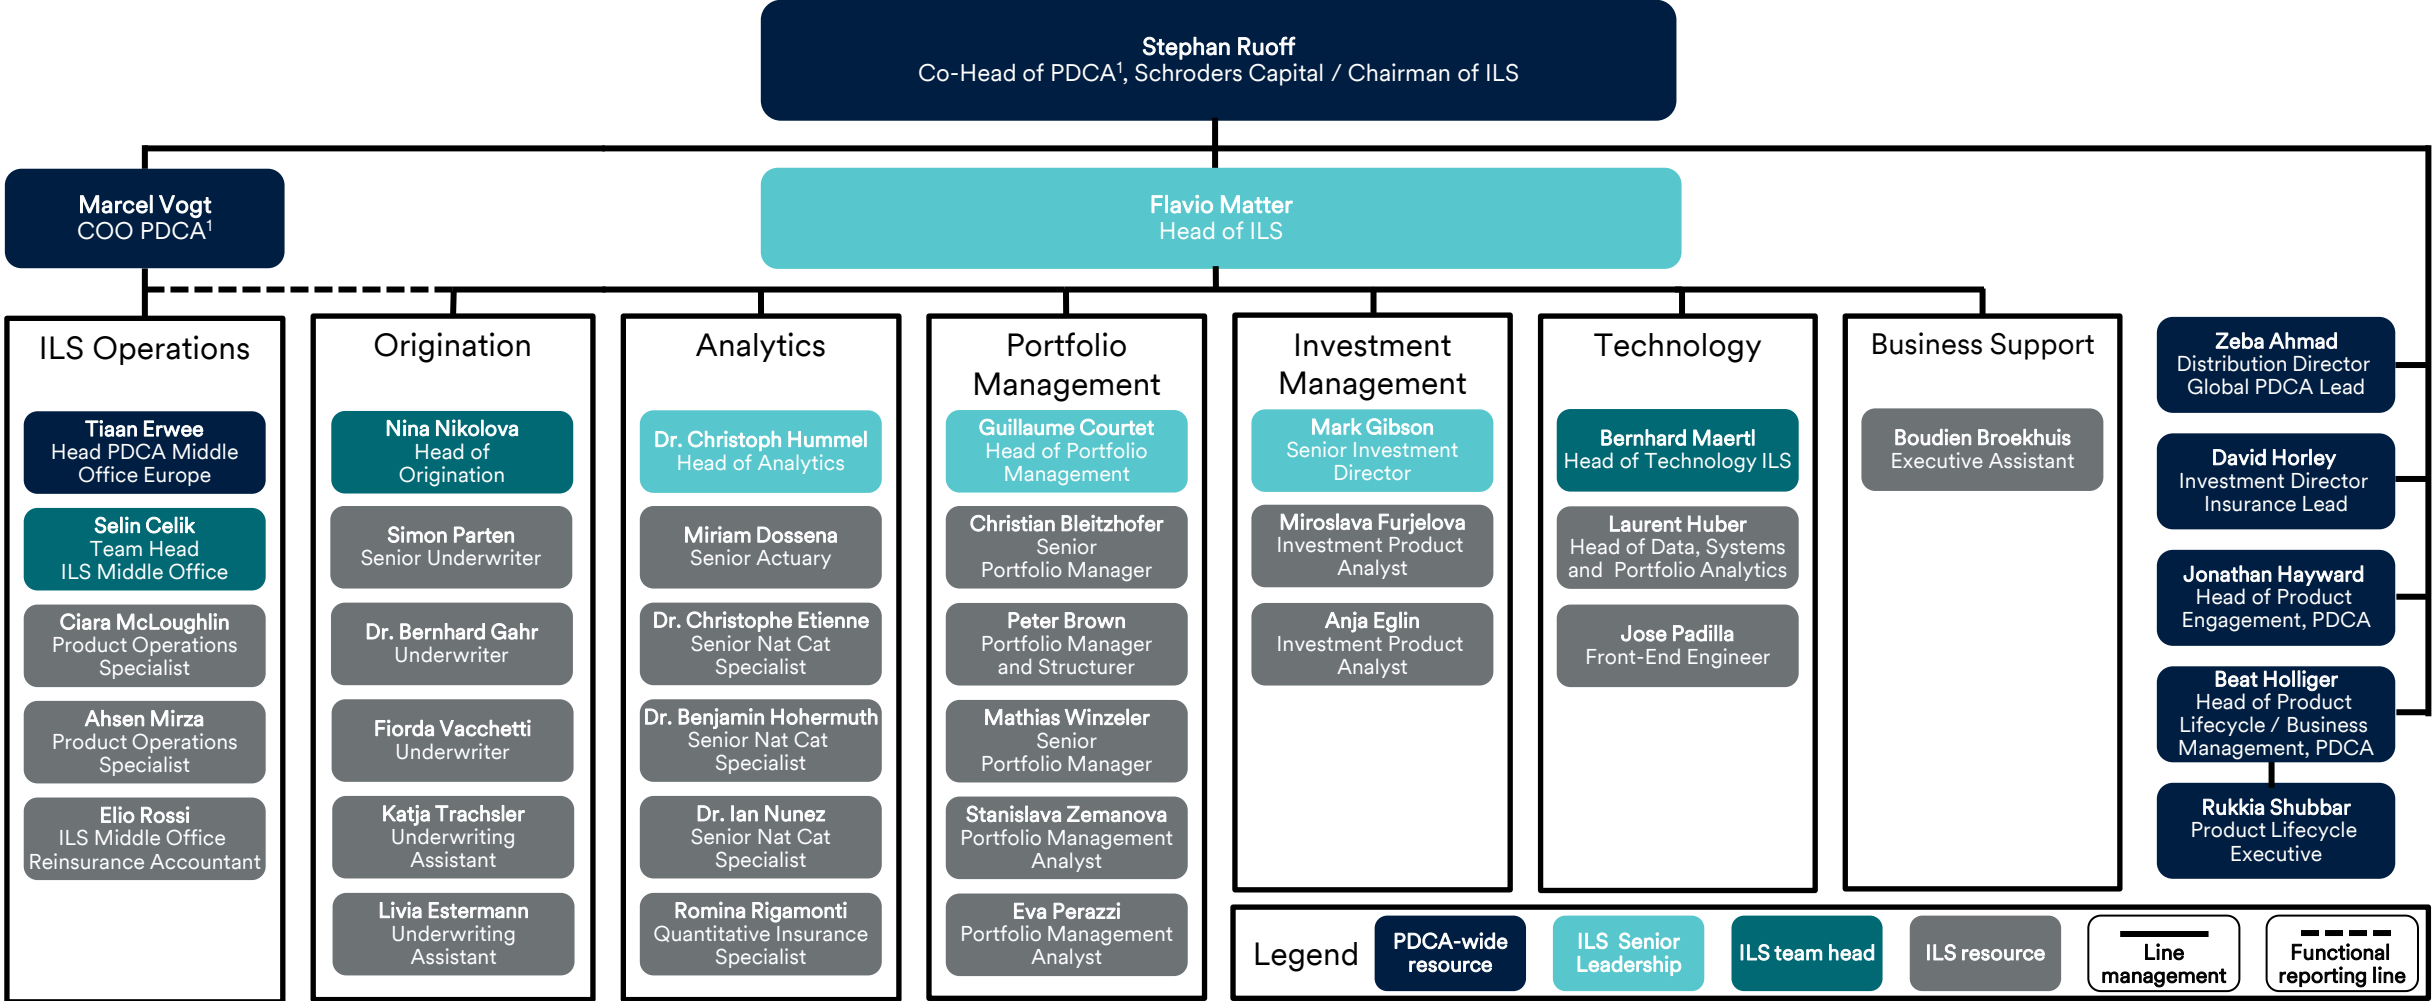 Stephan Ruoff
Co-Head of PDCA¹, Schroders Capital / Chairman of ILS
Marcel Vogt
COO PDCA¹
Flavio Matter
Head of ILS
ILS Operations
Tiaan Erwee
Head PDCA Middle
Office Europe
Selin Celik
Team Head
ILS Middle Office
Ciara McLoughlin
Product Operations
Specialist
Ahsen Mirza
Product Operations
Specialist
Elio Rossi
ILS Middle Office
Reinsurance Accountant
Origination
Nina Nikolova
Head of
Origination
Simon Parten
Senior Underwriter
Dr. Bernhard Gahr
Underwriter
Fiorda Vacchetti
Underwriter
Katja Trachsler
Underwriting
Assistant
Livia Estermann
Underwriting
Assistant
Analytics
Dr. Christoph Hummel
Head of Analytics
Miriam Dossena
Senior Actuary
Dr. Christophe Etienne
Senior Nat Cat
Specialist
Dr. Benjamin Hohermuth
Senior Nat Cat
Specialist
Dr. Ian Nunez
Senior Nat Cat
Specialist
Romina Rigamonti
Quantitative Insurance
Specialist
Portfolio
Management
Guillaume Courtet
Head of Portfolio
Management
Christian Bleitzhofer
Senior
Portfolio Manager
Peter Brown
Portfolio Manager
and Structurer
Mathias Winzeler
Senior
Portfolio Manager
Stanislava Zemanova
Portfolio Management
Analyst
Eva Perazzi
Portfolio Management
Analyst
Investment
Management
Mark Gibson
Senior Investment
Director
Miroslava Furjelova
Investment Product
Analyst
Anja Eglin
Investment Product
Analyst
Technology
Bernhard Maertl
Head of Technology ILS
Laurent Huber
Head of Data, Systems
and Portfolio Analytics
Jose Padilla
Front-End Engineer
Business Support
Boudien Broekhuis
Executive Assistant
Zeba Ahmad
Distribution Director
Global PDCA Lead
David Horley
Investment Director
Insurance Lead
Jonathan Hayward
Head of Product
Engagement, PDCA
Beat Holliger
Head of Product
Lifecycle / Business
Management, PDCA
Rukkia Shubbar
Product Lifecycle
Executive
Legend
PDCA-wide
resource
ILS Senior
Leadership
ILS team head
ILS resource
Line
management
Functional
reporting line